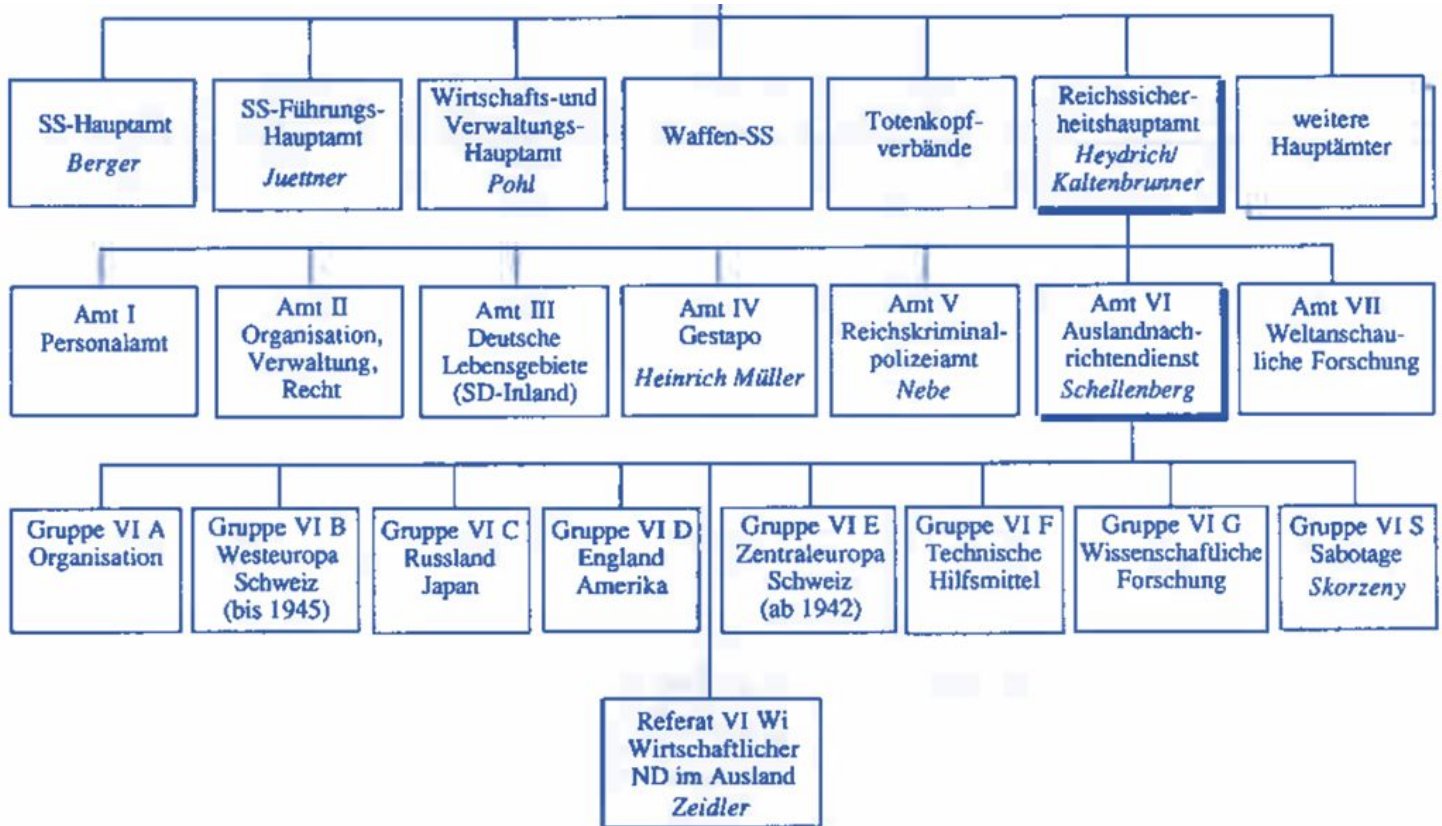 SS-Hauptamt
Berger
SS-Führungs-
Hauptamt
Juettner
Wirtschafts-und
Verwaltungs-
Hauptamt
Pohl
Waffen-SS
Totenkopf-
verbände
Reichssicher-
heitshauptamt
Heydrich/
Kaltenbrunner
weitere
Hauptämter
Amt I
Personalamt
Amt II
Organisation,
Verwaltung,
Recht
Amt III
Deutsche
Lebensgebiete
(SD-Inland)
Amt IV
Gestapo
Heinrich Müller
Amt V
Reichskriminal-
polizeiamt
Nebe
Amt VI
Auslandnach-
richtendienst
Schellenberg
Amt VII
Weltanschau-
liche Forschung
Gruppe VI A
Organisation
Gruppe VI B
Westeuropa
Schweiz
(bis 1945)
Gruppe VI C
Russland
Japan
Gruppe VI D
England
Amerika
Gruppe VI E
Zentraleuropa
Schweiz
(ab 1942)
Gruppe VI F
Technische
Hilfsmittel
Gruppe VI G
Wissenschaftliche
Forschung
Gruppe VI S
Sabotage
Skorzeny
Referat VI Wi
Wirtschaftlicher
ND im Ausland
Zeidler